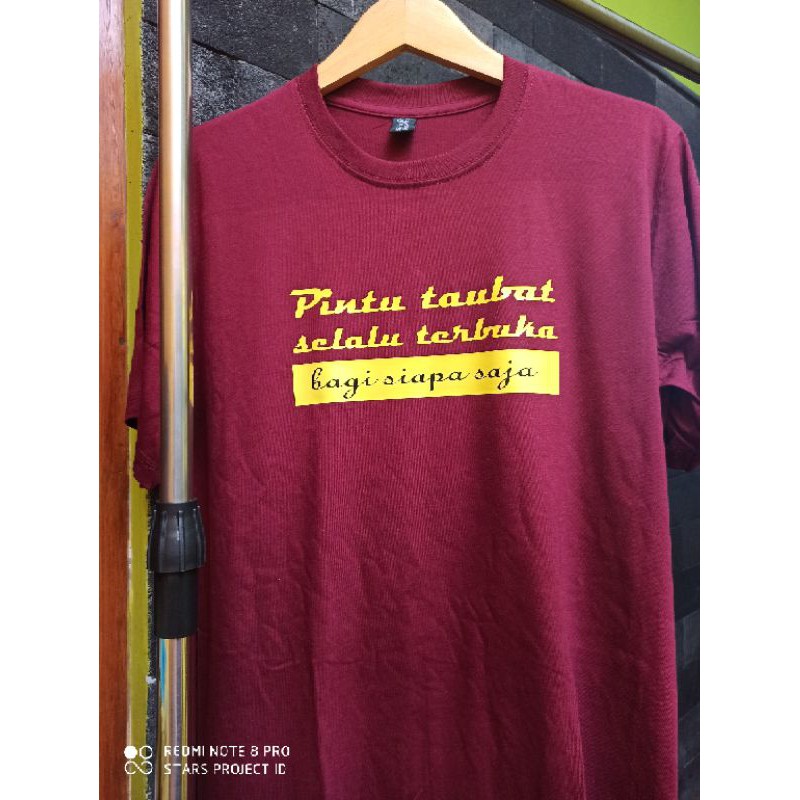 Pintu taubat
selalu terbuka
bagi siapa saja
REDMI NOTE 8 PRO
STARS PROJECT ID